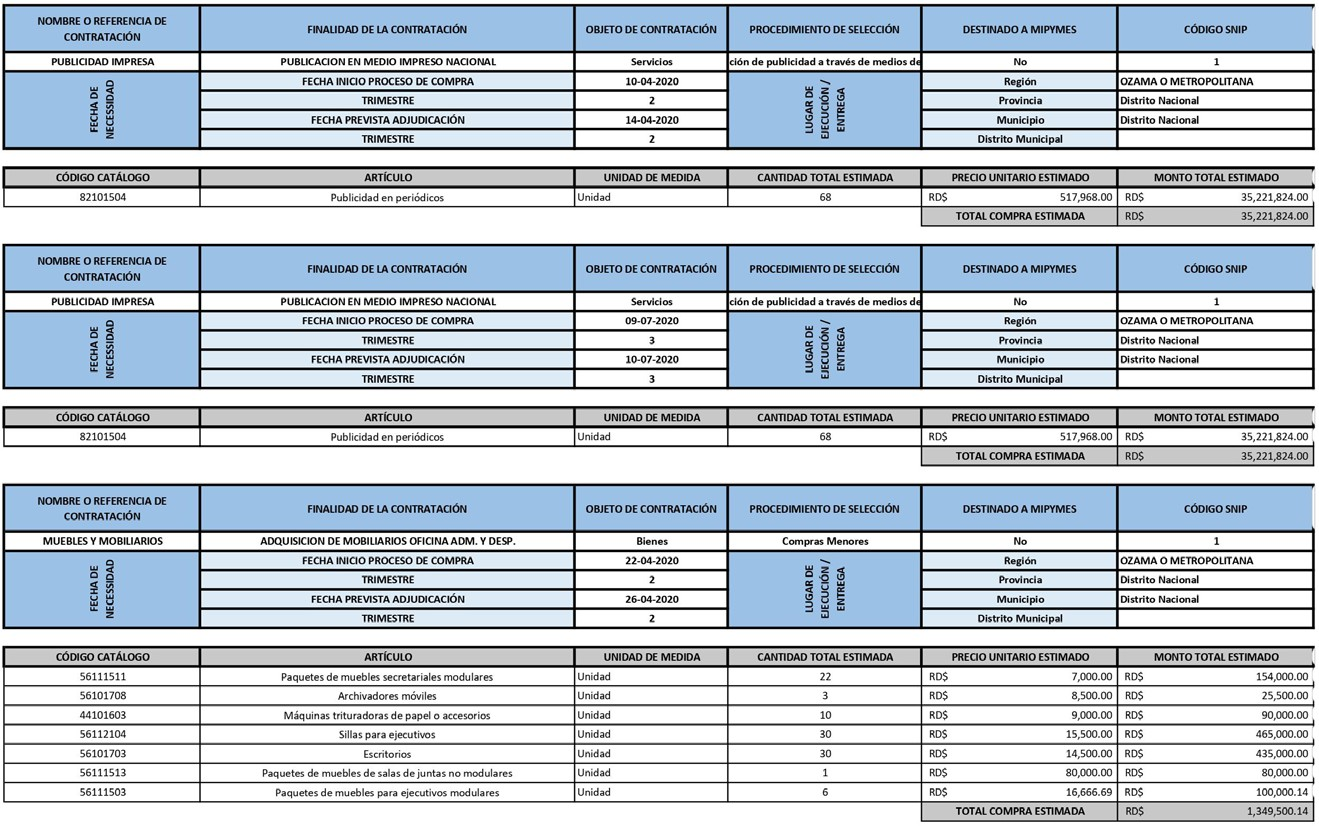 NOMBRE O REFERENCIA DE CONTRATACIÓN FINALIDAD DE LA CONTRATACIÓN OBJETO DE CONTRATACIÓN PROCEDIMIENTO DE SELECCIÓN DESTINADO A MIPYMES CÓDIGO SNIP
PUBLICIDAD IMPRESA PUBLICACION EN MEDIO IMPRESO NACIONAL Servicios ción de publicidad a través de medios de No 1
FECHA DE NECESSIDAD
FECHA INICIO PROCESO DE COMPRA 10-04-2020
TRIMESTRE 2
FECHA PREVISTA ADJUDICACIÓN 14-04-2020
TRIMESTRE 2
LUGAR DE EJECUCIÓN / ENTREGA
Región OZAMA O METROPOLITANA
Provincia Distrito Nacional
Municipio Distrito Nacional
Distrito Municipal
CÓDIGO CATÁLOGO ARTÍCULO UNIDAD DE MEDIDA CANTIDAD TOTAL ESTIMADA PRECIO UNITARIO ESTIMADO MONTO TOTAL ESTIMADO
82101504 Publicidad en periódicos Unidad 68 RD$ 517,968.00 RD$ 35,221,824.00
TOTAL COMPRA ESTIMADA RD$ 35,221,824.00
NOMBRE O REFERENCIA DE CONTRATACIÓN FINALIDAD DE LA CONTRATACIÓN OBJETO DE CONTRATACIÓN PROCEDIMIENTO DE SELECCIÓN DESTINADO A MIPYMES CÓDIGO SNIP
PUBLICIDAD IMPRESA PUBLICACION EN MEDIO IMPRESO NACIONAL Servicios ción de publicidad a través de medios de No 1
FECHA DE NECESSIDAD
FECHA INICIO PROCESO DE COMPRA 09-07-2020
TRIMESTRE 3
FECHA PREVISTA ADJUDICACIÓN 10-07-2020
TRIMESTRE 3
LUGAR DE EJECUCIÓN / ENTREGA
Región OZAMA O METROPOLITANA
Provincia Distrito Nacional
Municipio Distrito Nacional
Distrito Municipal
CÓDIGO CATÁLOGO ARTÍCULO UNIDAD DE MEDIDA CANTIDAD TOTAL ESTIMADA PRECIO UNITARIO ESTIMADO MONTO TOTAL ESTIMADO
82101504 Publicidad en periódicos Unidad 68 RD$ 517,968.00 RD$ 35,221,824.00
TOTAL COMPRA ESTIMADA RD$ 35,221,824.00
NOMBRE O REFERENCIA DE CONTRATACIÓN FINALIDAD DE LA CONTRATACIÓN OBJETO DE CONTRATACIÓN PROCEDIMIENTO DE SELECCIÓN DESTINADO A MIPYMES CÓDIGO SNIP
MUEBLES Y MOBILIARIOS ADQUISICION DE MOBILIARIOS OFICINA ADM. Y DESP. Bienes Compras Menores No 1
FECHA DE NECESSIDAD
FECHA INICIO PROCESO DE COMPRA 22-04-2020
TRIMESTRE 2
FECHA PREVISTA ADJUDICACIÓN 26-04-2020
TRIMESTRE 2
LUGAR DE EJECUCIÓN / ENTREGA
Región OZAMA O METROPOLITANA
Provincia Distrito Nacional
Municipio Distrito Nacional
Distrito Municipal
CÓDIGO CATÁLOGO ARTÍCULO UNIDAD DE MEDIDA CANTIDAD TOTAL ESTIMADA PRECIO UNITARIO ESTIMADO MONTO TOTAL ESTIMADO
56111511 Paquetes de muebles secretariales modulares Unidad 22 RD$ 7,000.00 RD$ 154,000.00
56101708 Archivadores móviles Unidad 3 RD$ 8,500.00 RD$ 25,500.00
44101603 Máquinas trituradoras de papel o accesorios Unidad 10 RD$ 9,000.00 RD$ 90,000.00
56112104 Sillas para ejecutivos Unidad 30 RD$ 15,500.00 RD$ 465,000.00
56101703 Escritorios Unidad 30 RD$ 14,500.00 RD$ 435,000.00
56111513 Paquetes de muebles de salas de juntas no modulares Unidad 1 RD$ 80,000.00 RD$ 80,000.00
56111503 Paquetes de muebles para ejecutivos modulares Unidad 6 RD$ 16,666.69 RD$ 100,000.14
TOTAL COMPRA ESTIMADA RD$ 1,349,500.14